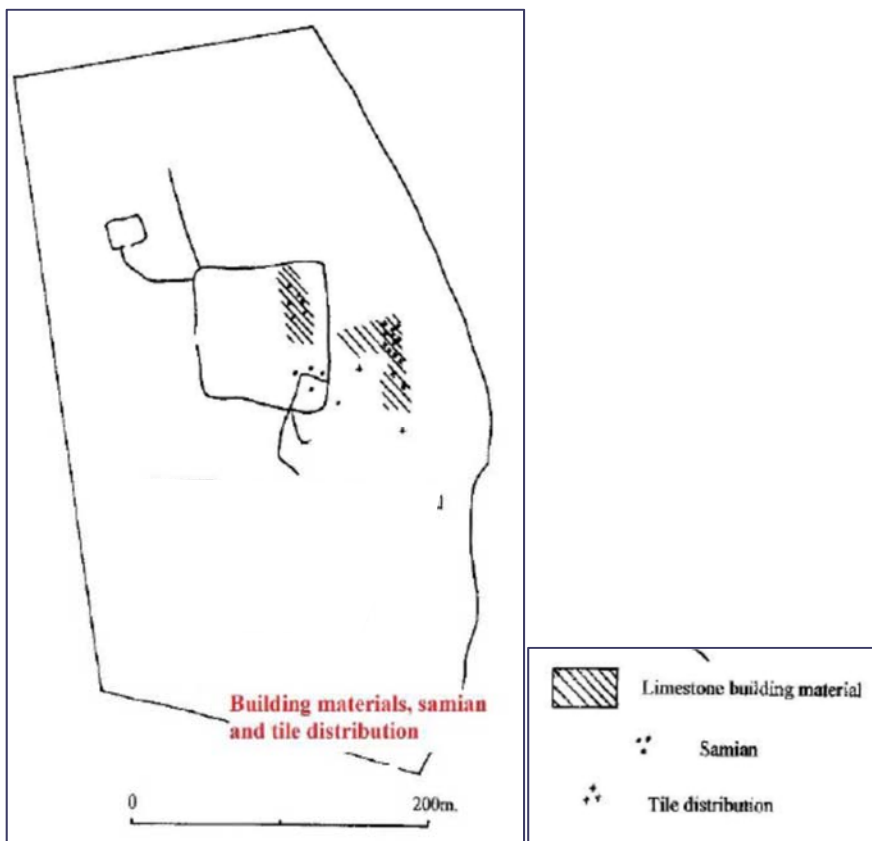 Building materials, samian
and tile distribution
0
200m.
Limestone building material
Samian
Tile distribution